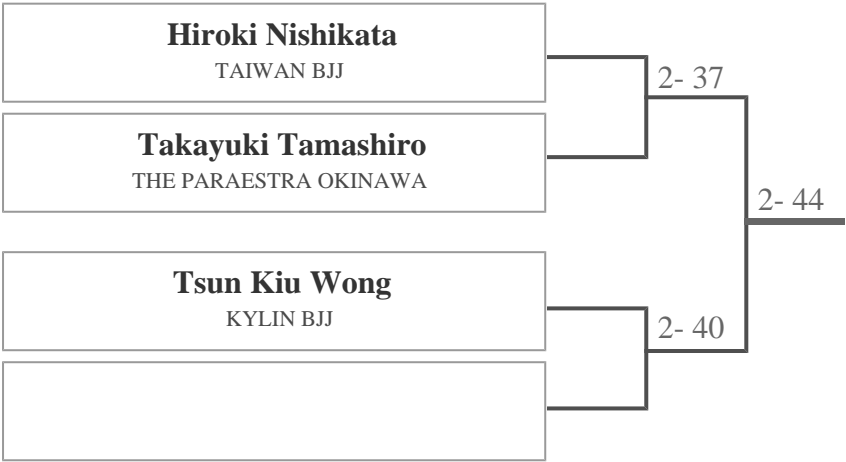 Hiroki Nishikata
TAIWAN BJJ
2- 37
Takayuki Tamashiro
THE PARAESTRA OKINAWA
2- 44
Tsun Kiu Wong
KYLIN BJJ
2- 40